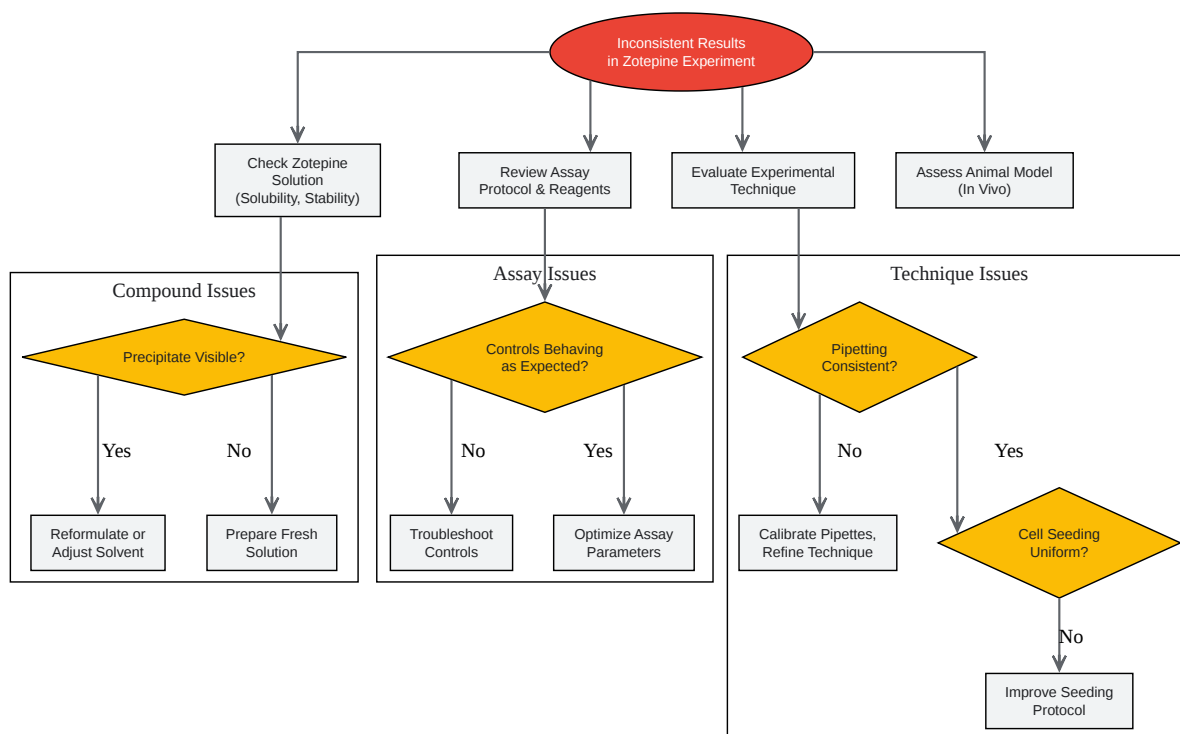 Inconsistent Results
in Zotepine Experiment
Check Zotepine
Solution
(Solubility, Stability)
Review Assay
Protocol & Reagents
Evaluate Experimental
Technique
Assess Animal Model
(In Vivo)
Compound Issues
Assay Issues
Technique Issues
Precipitate Visible?
Controls Behaving
as Expected?
Pipetting
Consistent?
Yes
No
No
Yes
No
Yes
Reformulate or
Adjust Solvent
Prepare Fresh
Solution
Troubleshoot
Controls
Optimize Assay
Parameters
Calibrate Pipettes,
Refine Technique
Cell Seeding
Uniform?
No
Improve Seeding
Protocol